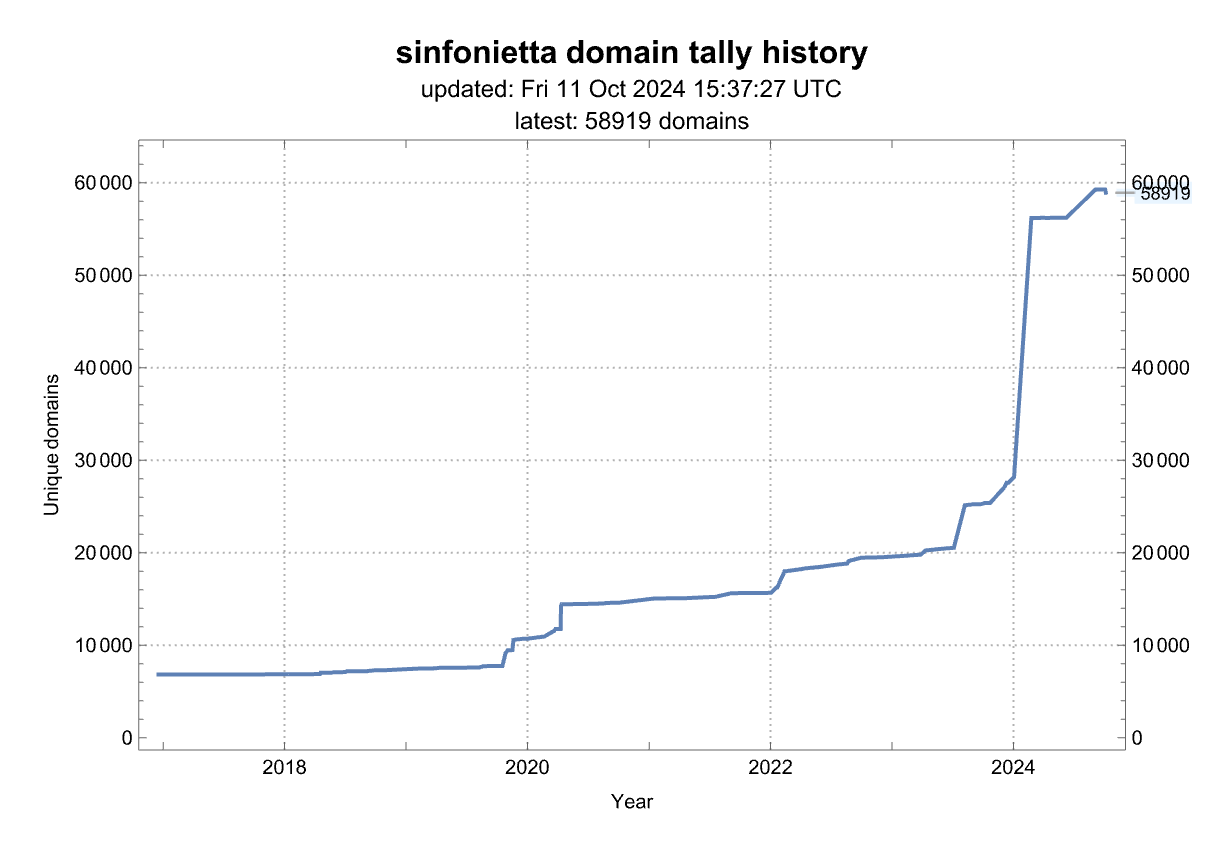 sinfonietta domain tally history
updated: Fri 11 Oct 2024 15:37:27 UTC
latest: 58919 domains
60 000 60 000
58919
50 000 50 000
40 000 40 000
30 000 30 000
20 000 20 000
10 000 10 000
0 0
Unique domains
2018 2020 2022 2024
Year